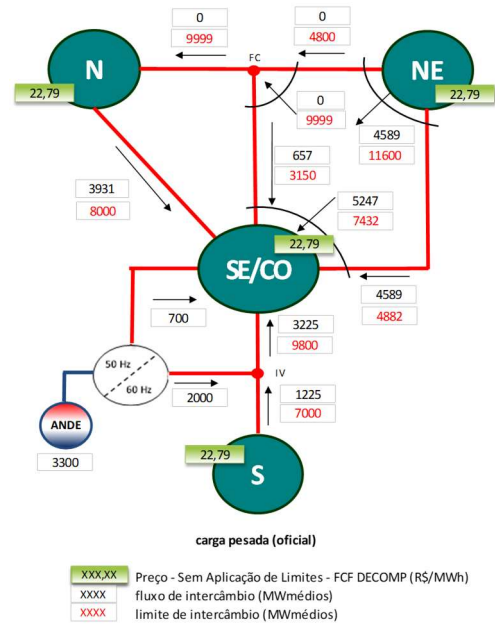 0
9999
FC
0
4800
N
22,79
NE
22,79
0
9999
4589
11600
657
3150
3931
8000
5247
7432
22,79
SE/CO
4589
4882
700
3225
9800
50 Hz
60 Hz
IV
2000
1225
7000
ANDE
3300
22,79
S
carga pesada (oficial)
XXX,XX Preço - Sem Aplicação de Limites - FCF DECOMP (R$/MWh)
XXXX fluxo de intercâmbio (MWmédios)
XXXX limite de intercâmbio (MWmédios)